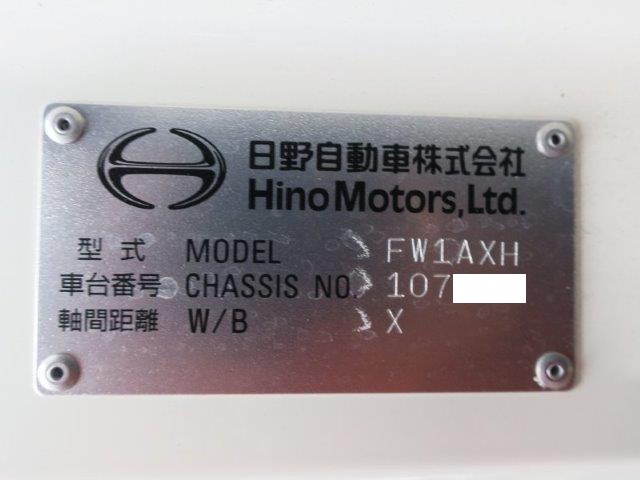 日野自動車株式会社
Hino Motors, Ltd.
型式 MODEL FW1AXH
車台番号 CHASSIS NO. 107
軸間距離 W/B X